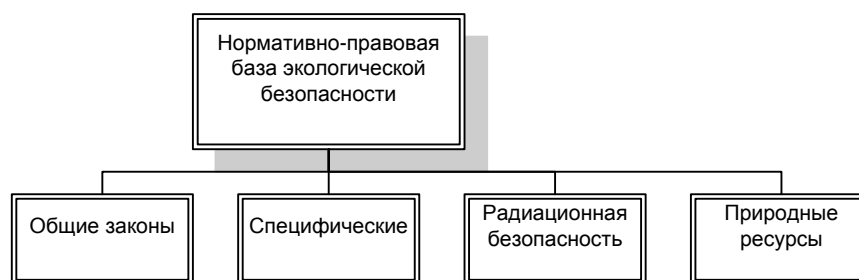 Нормативно-правовая
база экологической
безопасности
Общие законы
Специфические
Радиационная
безопасность
Природные
ресурсы